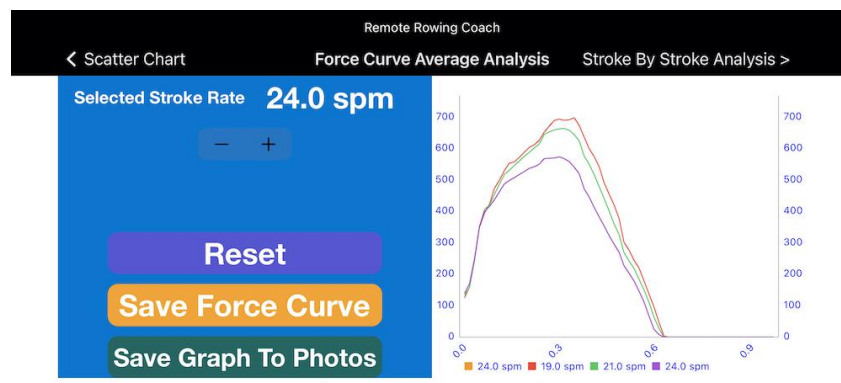 Remote Rowing Coach
Scatter Chart
Force Curve Average Analysis
Stroke By Stroke Analysis >
Selected Stroke Rate 24.0 spm
− +
Reset
Save Force Curve
Save Graph To Photos
700 700
600 600
500 500
400 400
300 300
200 200
100 100
0 0
0.0 0.3 0.6 0.9
24.0 spm 19.0 spm 21.0 spm 24.0 spm